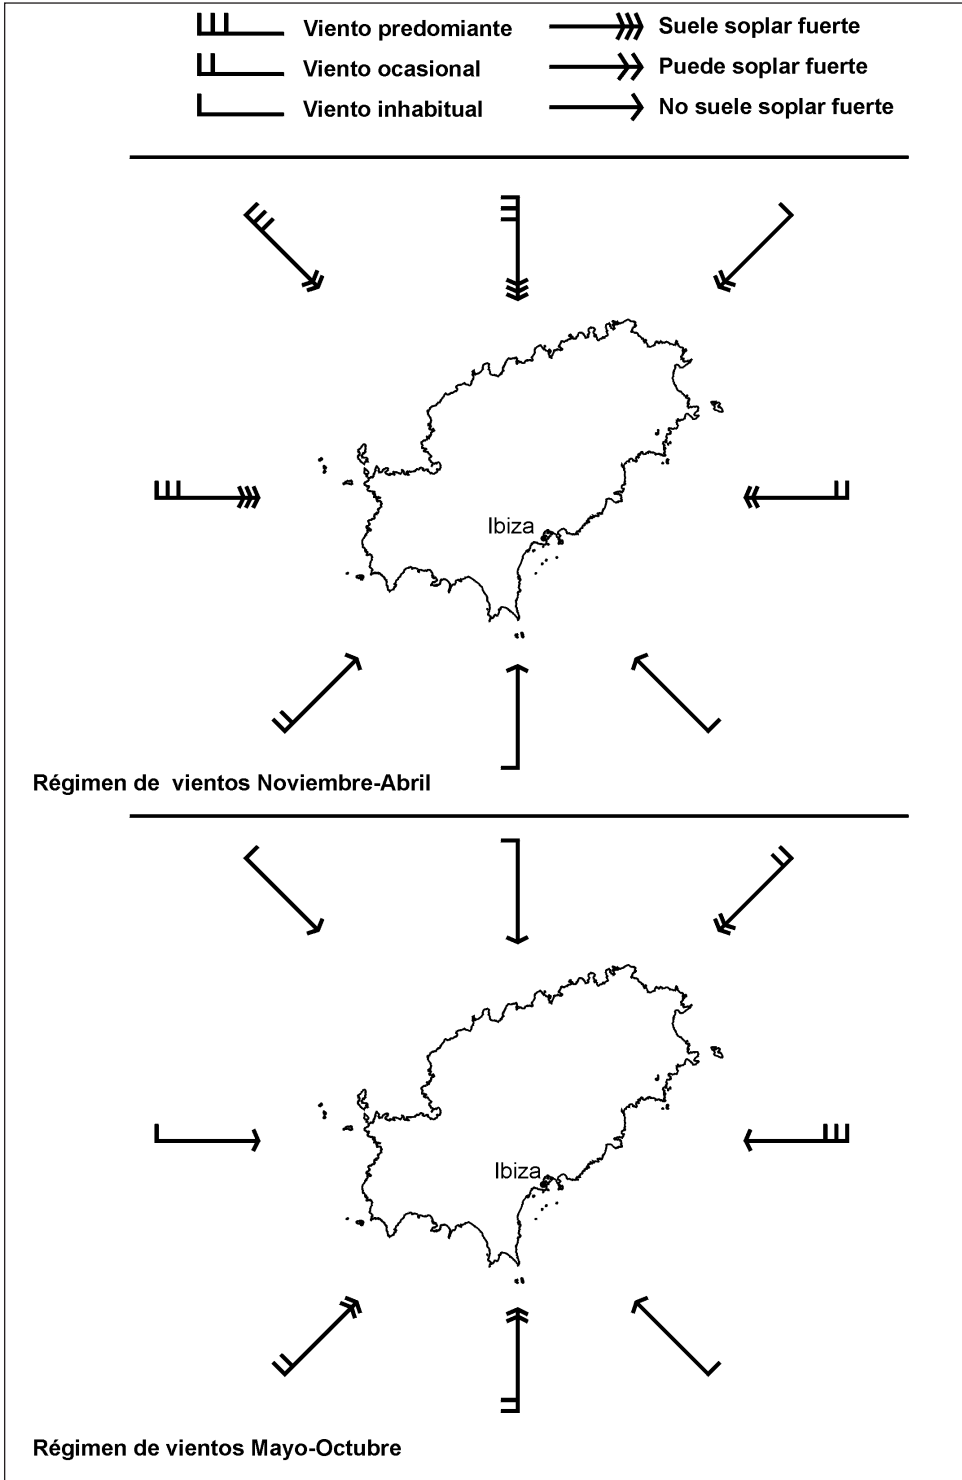 Viento predomiante
Suele soplar fuerte
Viento ocasional
Puede soplar fuerte
Viento inhabitual
No suele soplar fuerte
Ibiza
Régimen de  vientos Noviembre-Abril
Ibiza
Régimen de vientos Mayo-Octubre